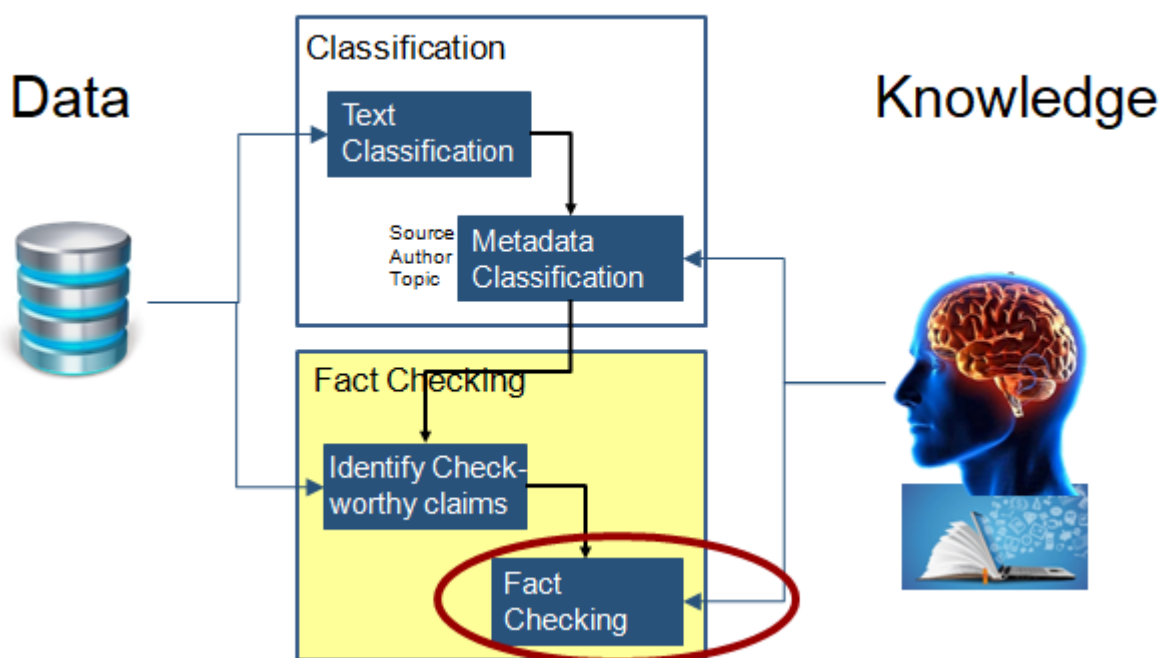 Classification
Data
Knowledge
Text
Classification
Source
Author
Topic
Metadata
Classification
Fact Checking
Identify Check-
worthy claims
Fact
Checking